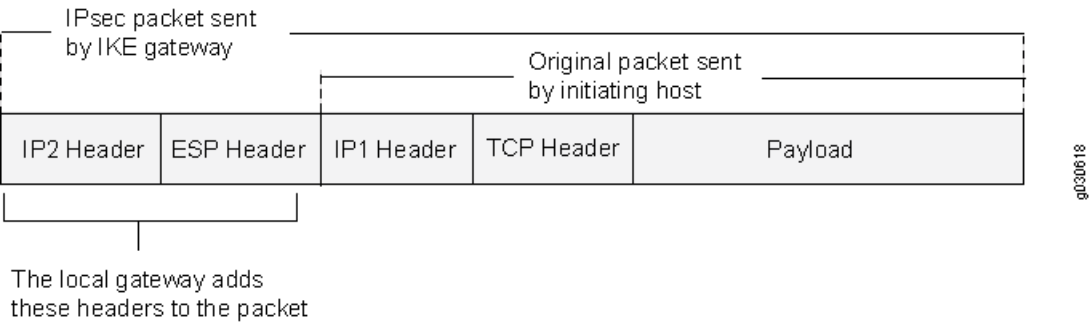 IPsec packet sent
by IKE gateway
Original packet sent
by initiating host
IP2 Header
ESP Header
IP1 Header
TCP Header
Payload
g030618
The local gateway adds
these headers to the packet